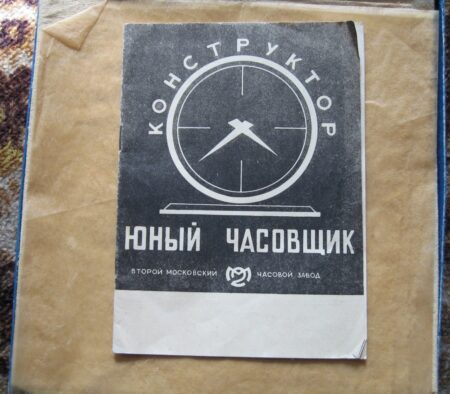 КОНСТРУКТОР
ЮНЫЙ ЧАСОВЩИК
ВТОРОЙ МОСКОВСКИЙ ЧАСОВОЙ ЗАВОД